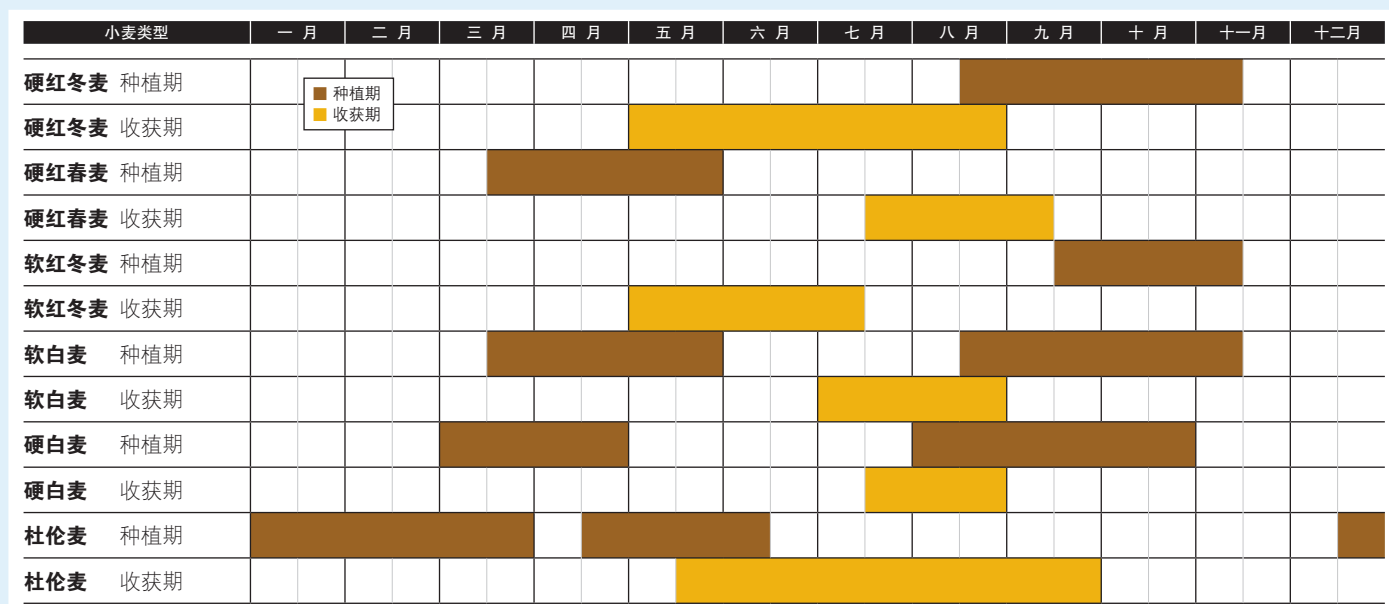 小麦类型 一 月 二 月 三 月 四 月 五 月 六 月 七 月 八 月 九 月 十 月 十一月 十二月
硬红冬麦 种植期
种植期
收获期
硬红冬麦 收获期
硬红春麦 种植期
硬红春麦 收获期
软红冬麦 种植期
软红冬麦 收获期
软白麦 种植期
软白麦 收获期
硬白麦 种植期
硬白麦 收获期
杜伦麦 种植期
杜伦麦 收获期